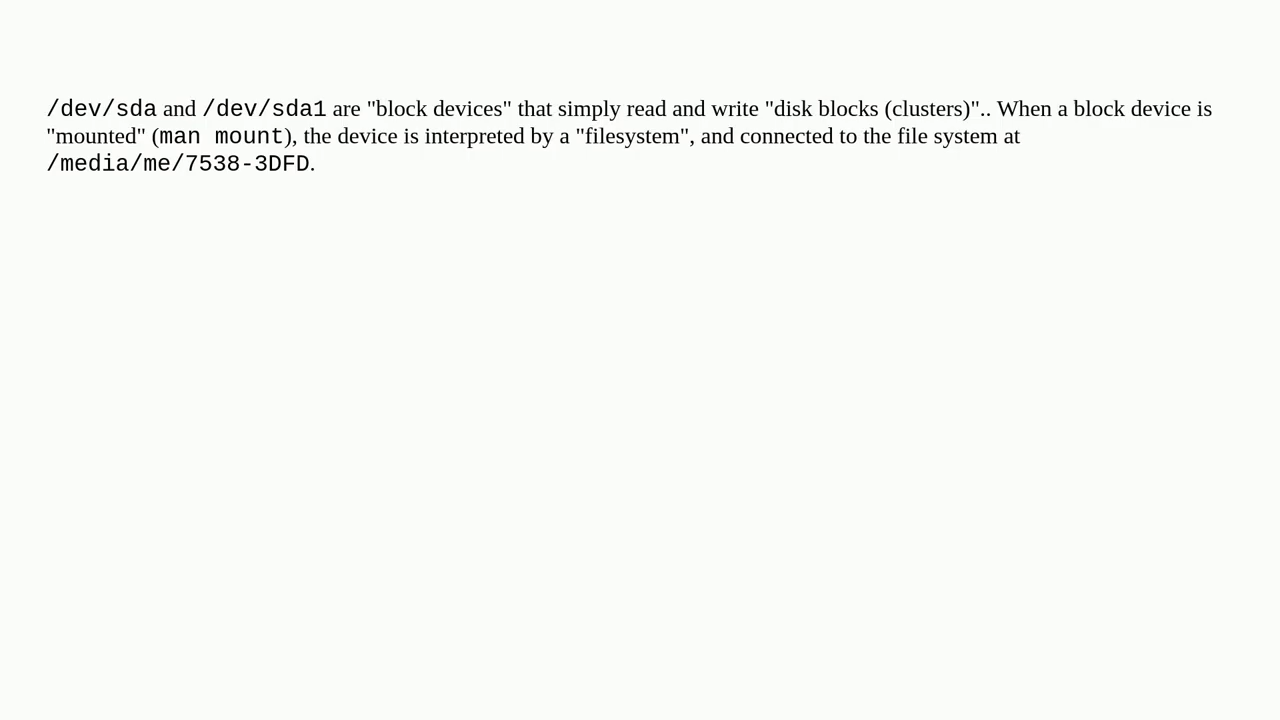 /dev/sda and /dev/sda1 are "block devices" that simply read and write "disk blocks (clusters)".. When a block device is
"mounted" (man mount), the device is interpreted by a "filesystem", and connected to the file system at
/media/me/7538-3DFD.